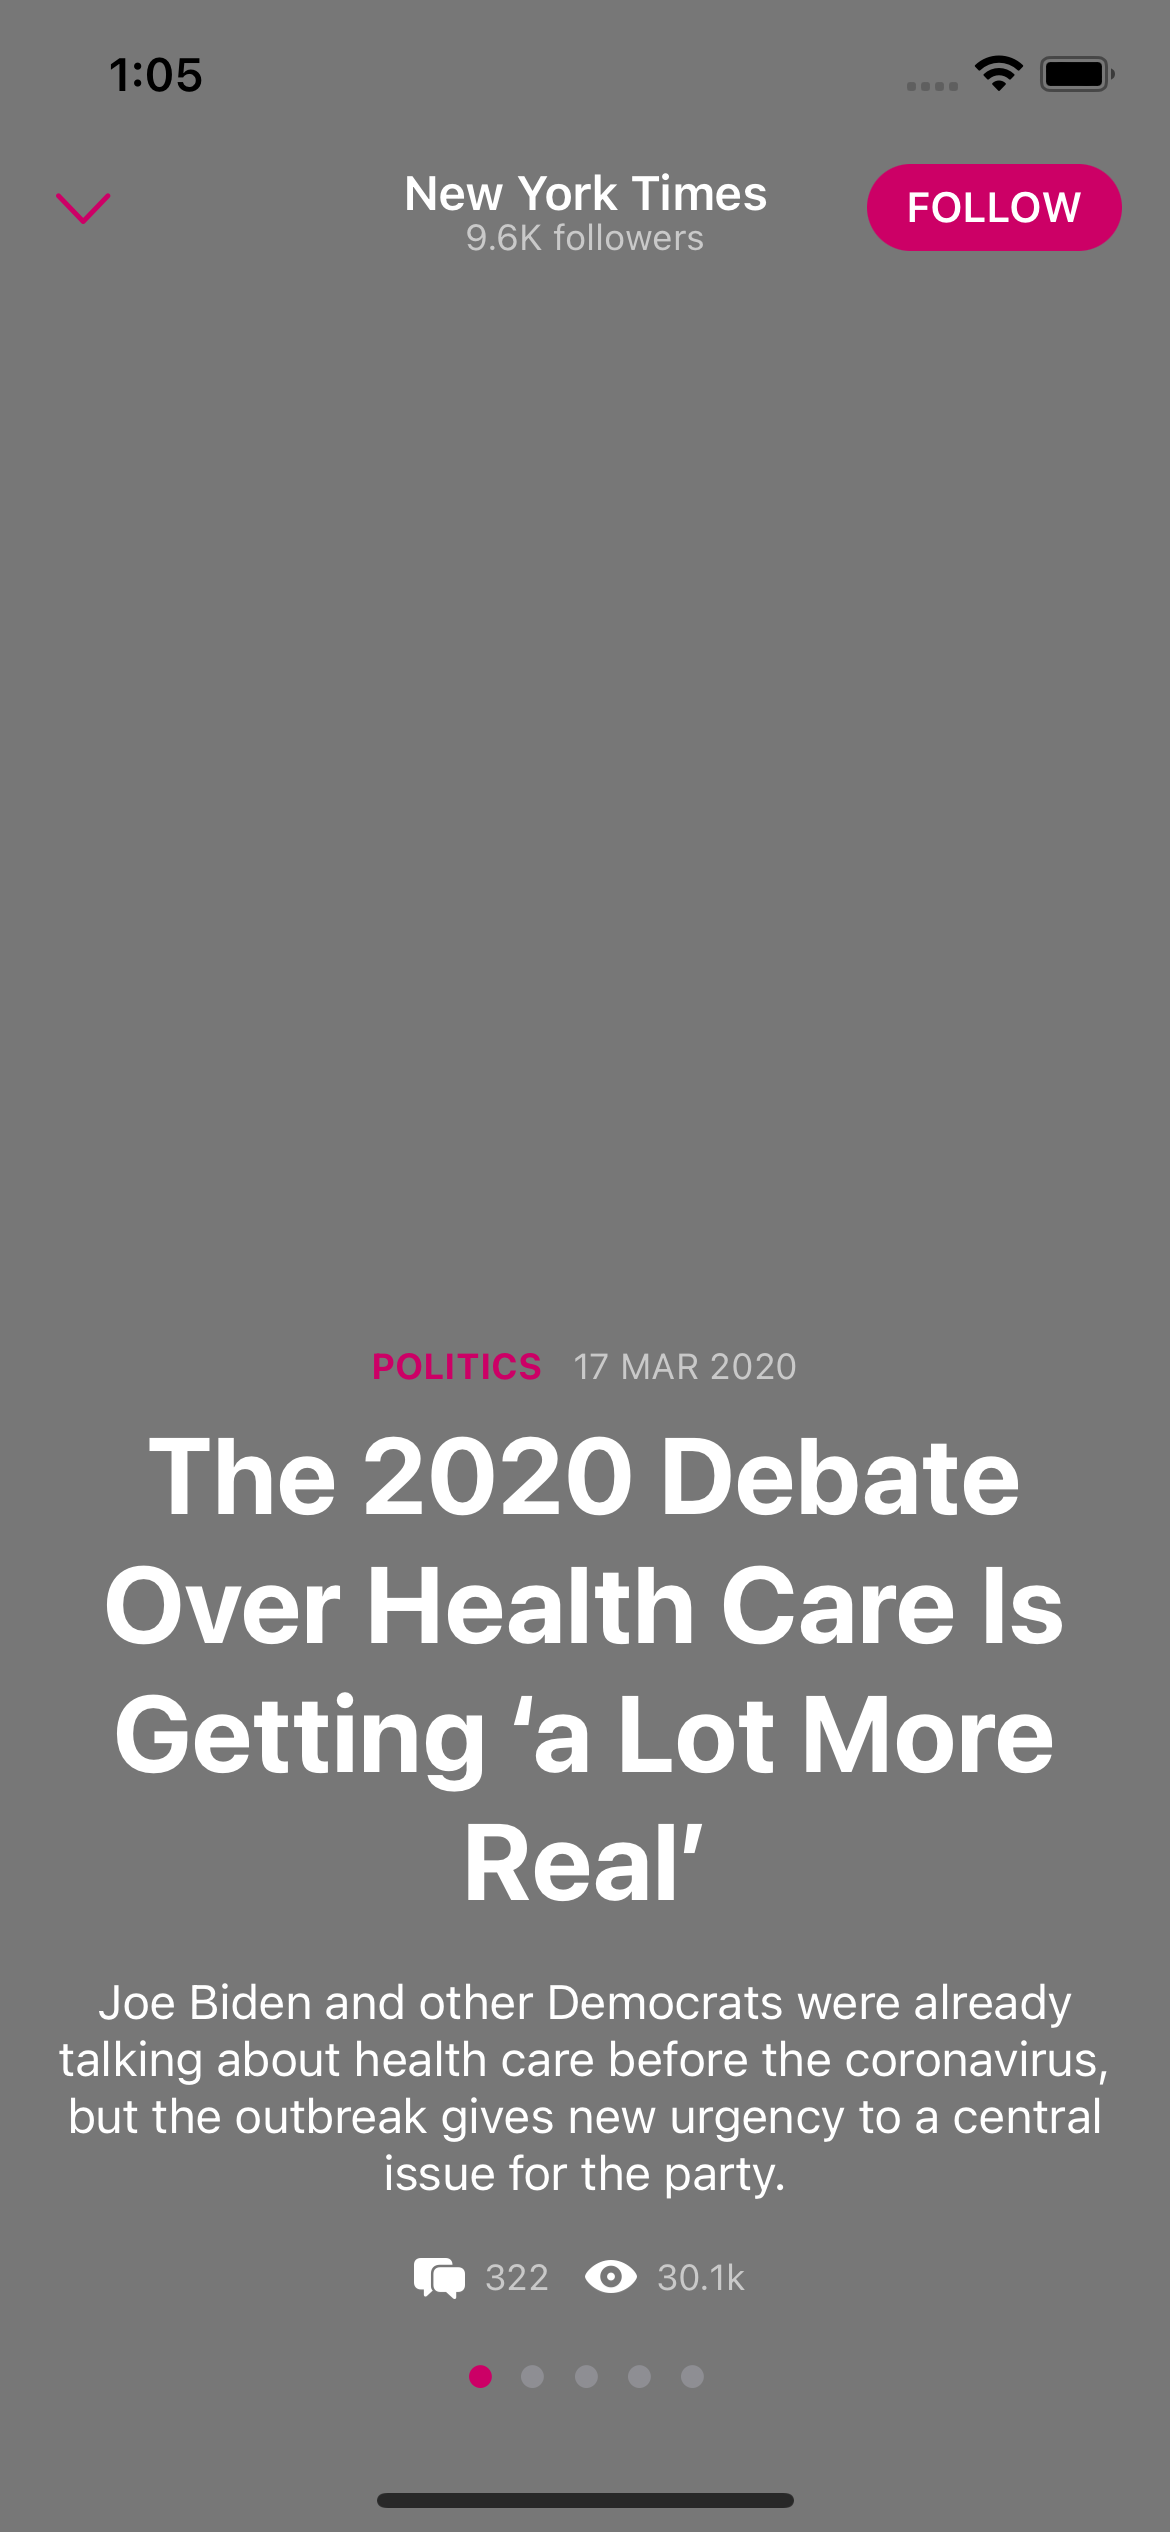 1:05
New York Times
9.6K followers
FOLLOW
POLITICS 17 MAR 2020
The 2020 Debate
Over Health Care Is
Getting ‘a Lot More
Real’
Joe Biden and other Democrats were already
talking about health care before the coronavirus,
but the outbreak gives new urgency to a central
issue for the party.
322 30.1k